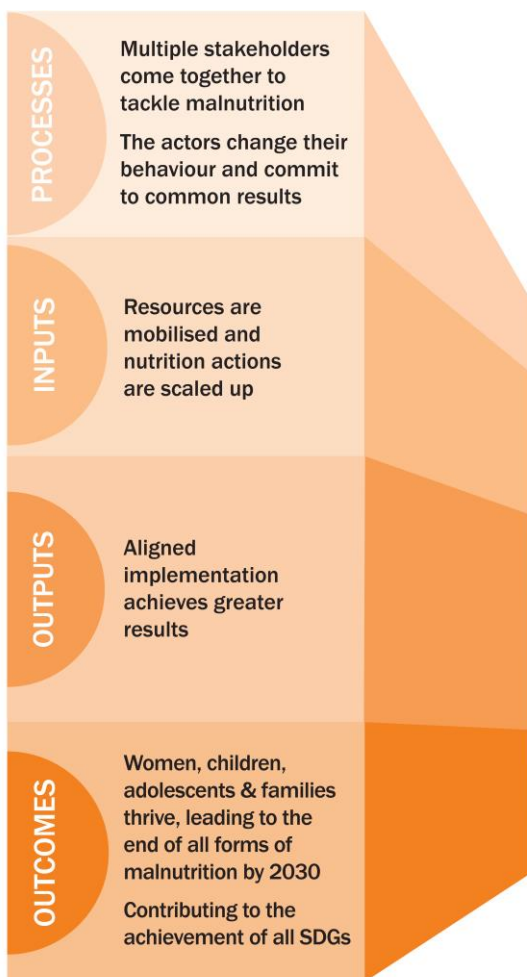 PROCESSES
Multiple stakeholders
come together to
tackle malnutrition
The actors change their
behaviour and commit
to common results
INPUTS
Resources are
mobilised and
nutrition actions
are scaled up
OUTPUTS
Aligned
implementation
achieves greater
results
OUTCOMES
Women, children,
adolescents & families
thrive, leading to the
end of all forms of
malnutrition by 2030
Contributing to the
achievement of all SDGs